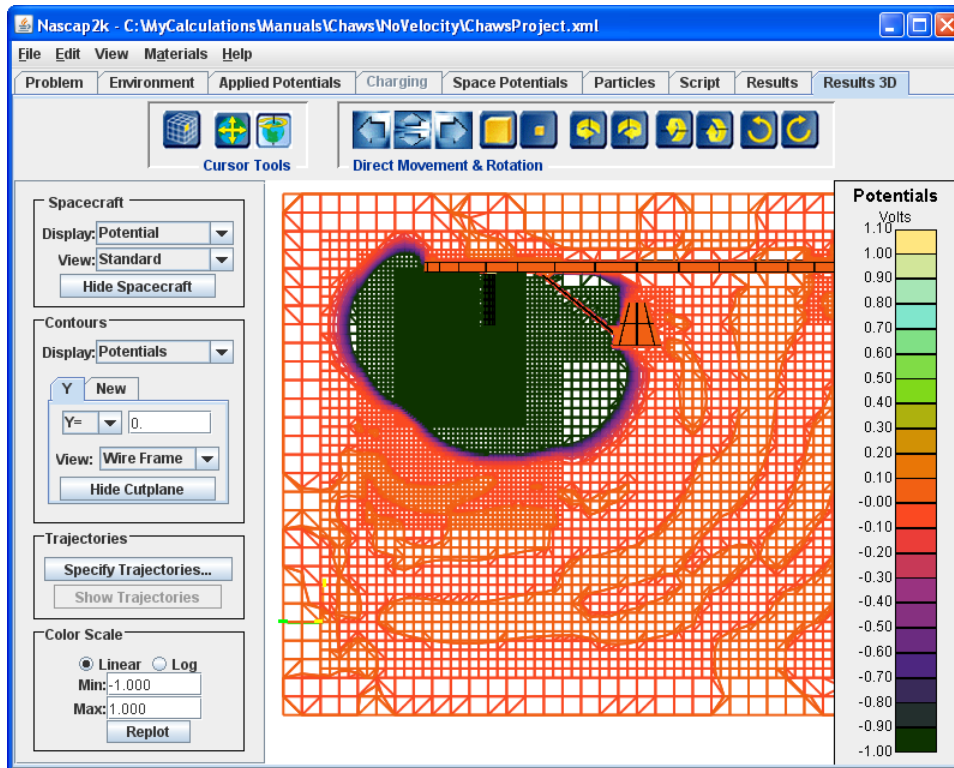 Nascap2k - C:\MyCalculations\Manuals\Chaws\NoVelocity\ChawsProject.xml
File Edit View Materials Help
Problem Environment Applied Potentials Charging Space Potentials Particles Script Results Results 3D
Cursor Tools Direct Movement & Rotation
Spacecraft
Display: Potential
View: Standard
Hide Spacecraft
Contours
Display: Potentials
Y New
Y= 0.
View: Wire Frame
Hide Cutplane
Trajectories
Specify Trajectories...
Show Trajectories
Color Scale
Linear Log
Min: -1.000
Max: 1.000
Replot
Potentials
Volts
1.10
1.00
0.90
0.80
0.70
0.60
0.50
0.40
0.30
0.20
0.10
-0.00
-0.10
-0.20
-0.30
-0.40
-0.50
-0.60
-0.70
-0.80
-0.90
-1.00